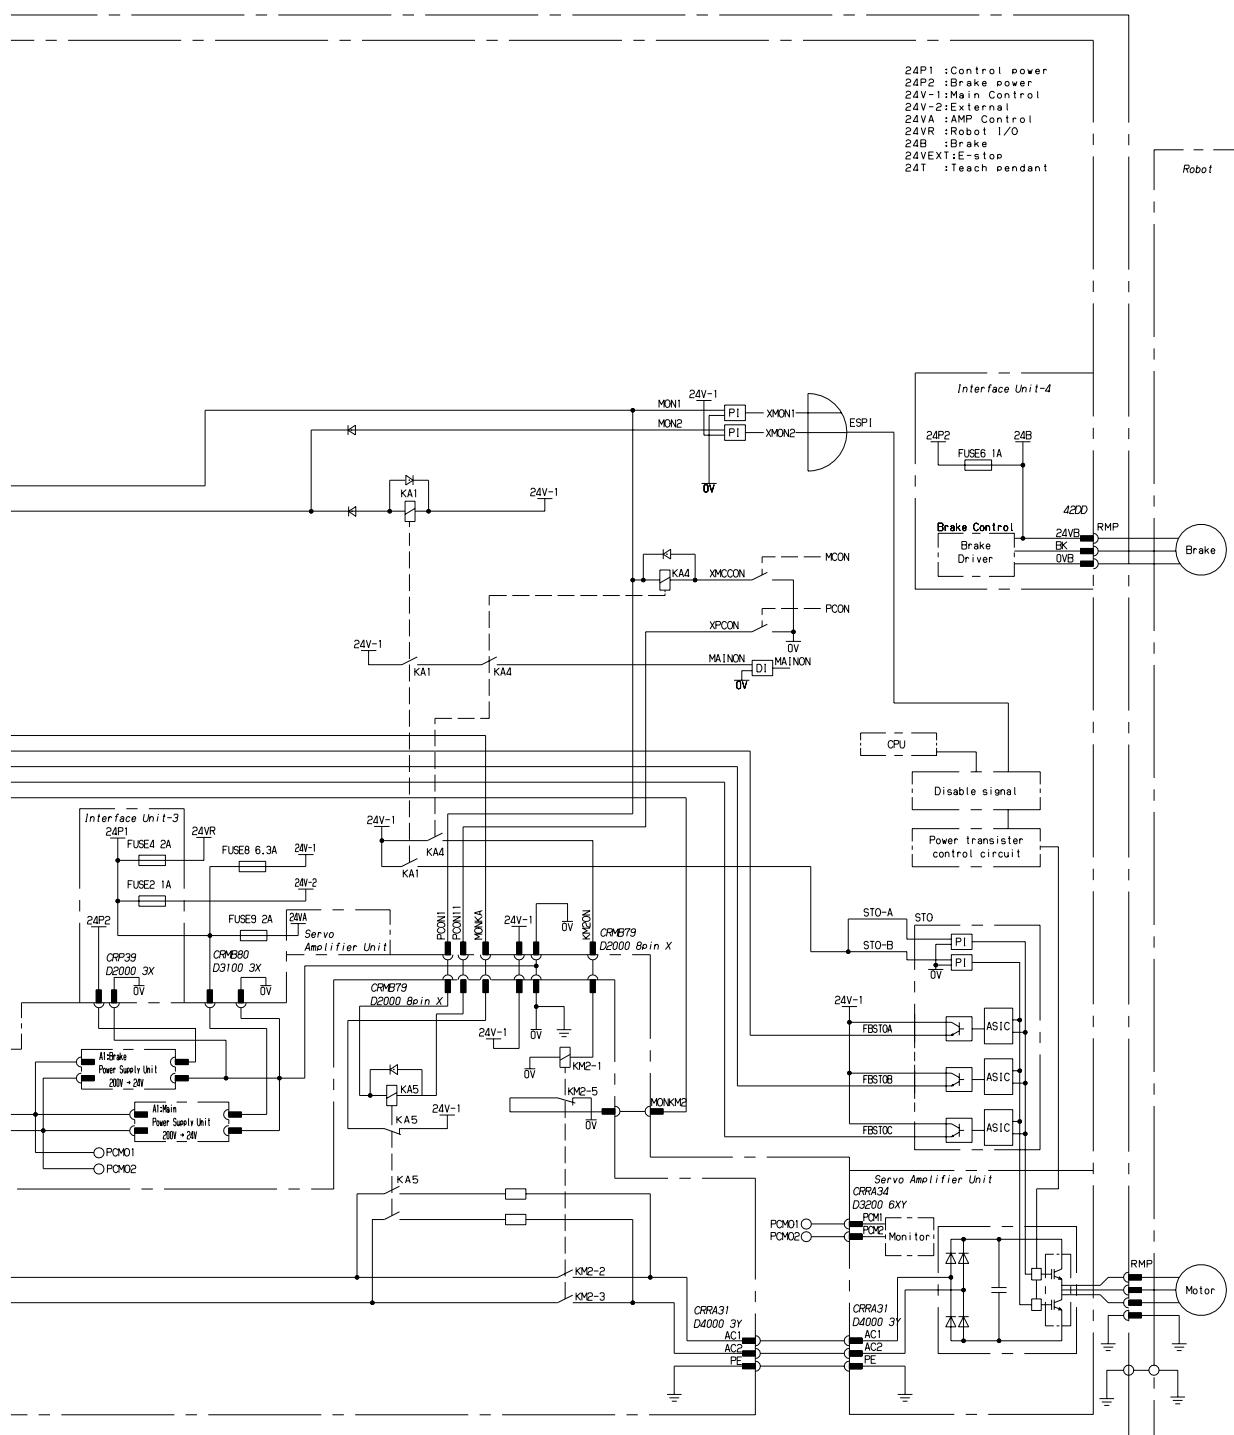 24P1 :Control power
24P2 :Brake power
24V-1:Main Control
24V-2:External
24VA :AMP Control
24VR :Robot I/O
24B :Brake
24VEXT:E-stop
24T :Teach pendant
Robot
Interface Unit-4
24V-1
MON1
PI
XMON1
MON2
PI
XMON2
ESPI
0V
24P2
24B
FUSE6 1A
KA1
24V-1
42DD
Brake Control
Brake
Driver
24VB
BK
0VB
RMP
Brake
KA4
XMCCON
MCON
XPCON
PCON
0V
24V-1
KA1
KA4
MAINON
DI
MAINON
0V
CPU
Disable signal
Power transister
control circuit
Interface Unit-3
24P1
24VR
FUSE4 2A
FUSE8 6.3A
24V-1
FUSE2 1A
24V-2
24P2
FUSE9 2A
24VA
Servo
Amplifier Unit
CRP39
D2000 3X
0V
CRMB80
D3100 3X
0V
24V-1
KA4
KA1
PCON1
PCON11
MONKA
24V-1
0V
KM2ON
CRMB79
D2000 8pin X
CRMB79
D2000 8pin X
STO-A
STO
STO-B
PI
PI
0V
24V-1
FBSTOA
ASIC
FBSTOB
ASIC
FBSTOC
ASIC
24V-1
0V
0V
KM2-1
KA5
KM2-5
0V
MONKM2
KA5
24V-1
A1:Brake
Power Supply Unit
200V → 24V
A1:Main
Power Supply Unit
200V → 24V
PCMO1
PCMO2
KA5
Servo Amplifier Unit
CRRA34
D3200 6XY
PCMO1
PCM1
PCMO2
PCM2
Monitor
KM2-2
KM2-3
RMP
Motor
CRRA31
D4000 3Y
AC1
AC2
PE
CRRA31
D4000 3Y
AC1
AC2
PE